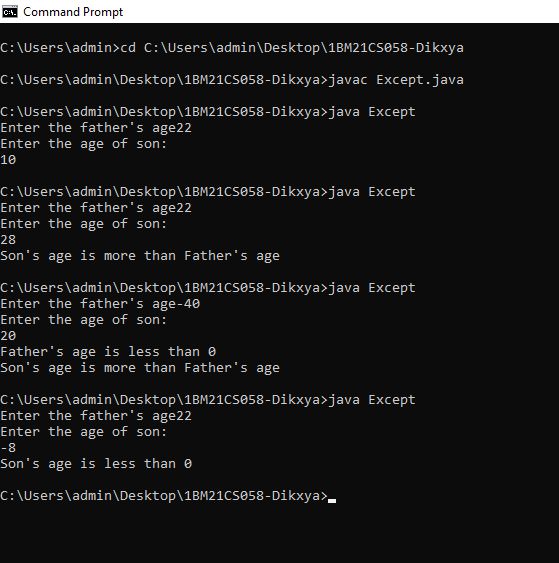 Command Prompt
C:\Users\admin>cd C:\Users\admin\Desktop\1BM21CS058-Dikxya
C:\Users\admin\Desktop\1BM21CS058-Dikxya>javac Except.java
C:\Users\admin\Desktop\1BM21CS058-Dikxya>java Except
Enter the father's age22
Enter the age of son:
10
C:\Users\admin\Desktop\1BM21CS058-Dikxya>java Except
Enter the father's age22
Enter the age of son:
28
Son's age is more than Father's age
C:\Users\admin\Desktop\1BM21CS058-Dikxya>java Except
Enter the father's age-40
Enter the age of son:
20
Father's age is less than 0
Son's age is more than Father's age
C:\Users\admin\Desktop\1BM21CS058-Dikxya>java Except
Enter the father's age22
Enter the age of son:
-8
Son's age is less than 0
C:\Users\admin\Desktop\1BM21CS058-Dikxya>